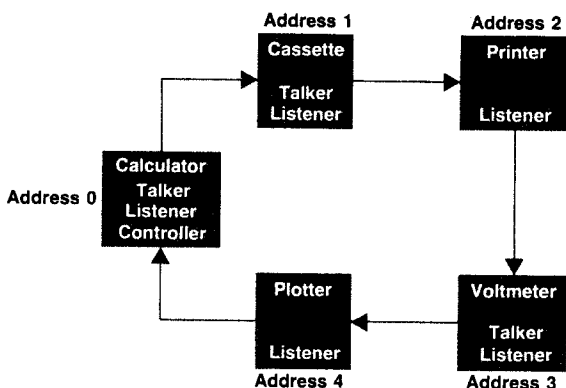 Address 1
Cassette
Talker
Listener
Address 2
Printer
Listener
Address 0
Calculator
Talker
Listener
Controller
Plotter
Listener
Address 4
Voltmeter
Talker
Listener
Address 3